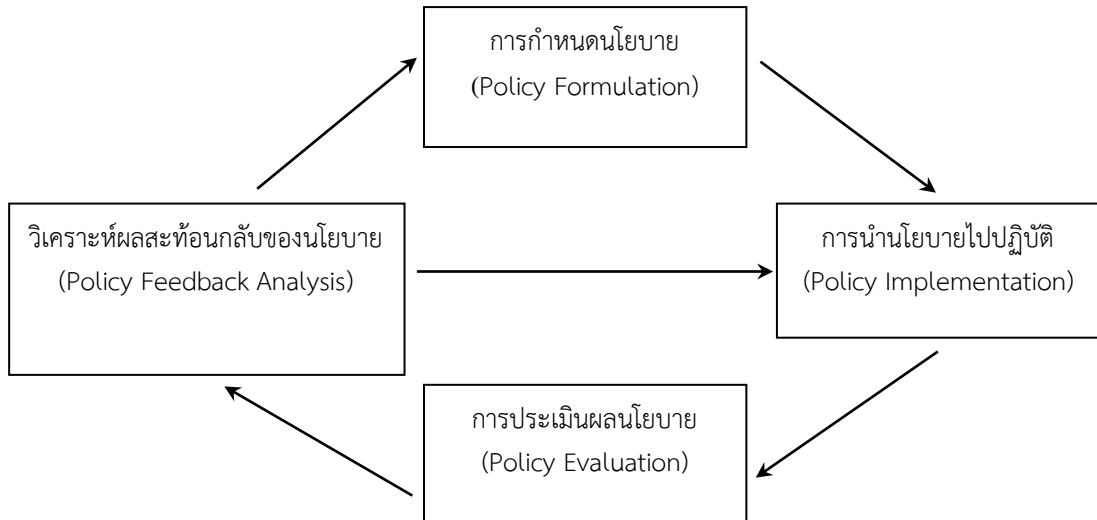 การกำหนดนโยบาย
(Policy Formulation)
วิเคราะห์ผลสะท้อนกลับของนโยบาย
(Policy Feedback Analysis)
การนำนโยบายไปปฏิบัติ
(Policy Implementation)
การประเมินผลนโยบาย
(Policy Evaluation)